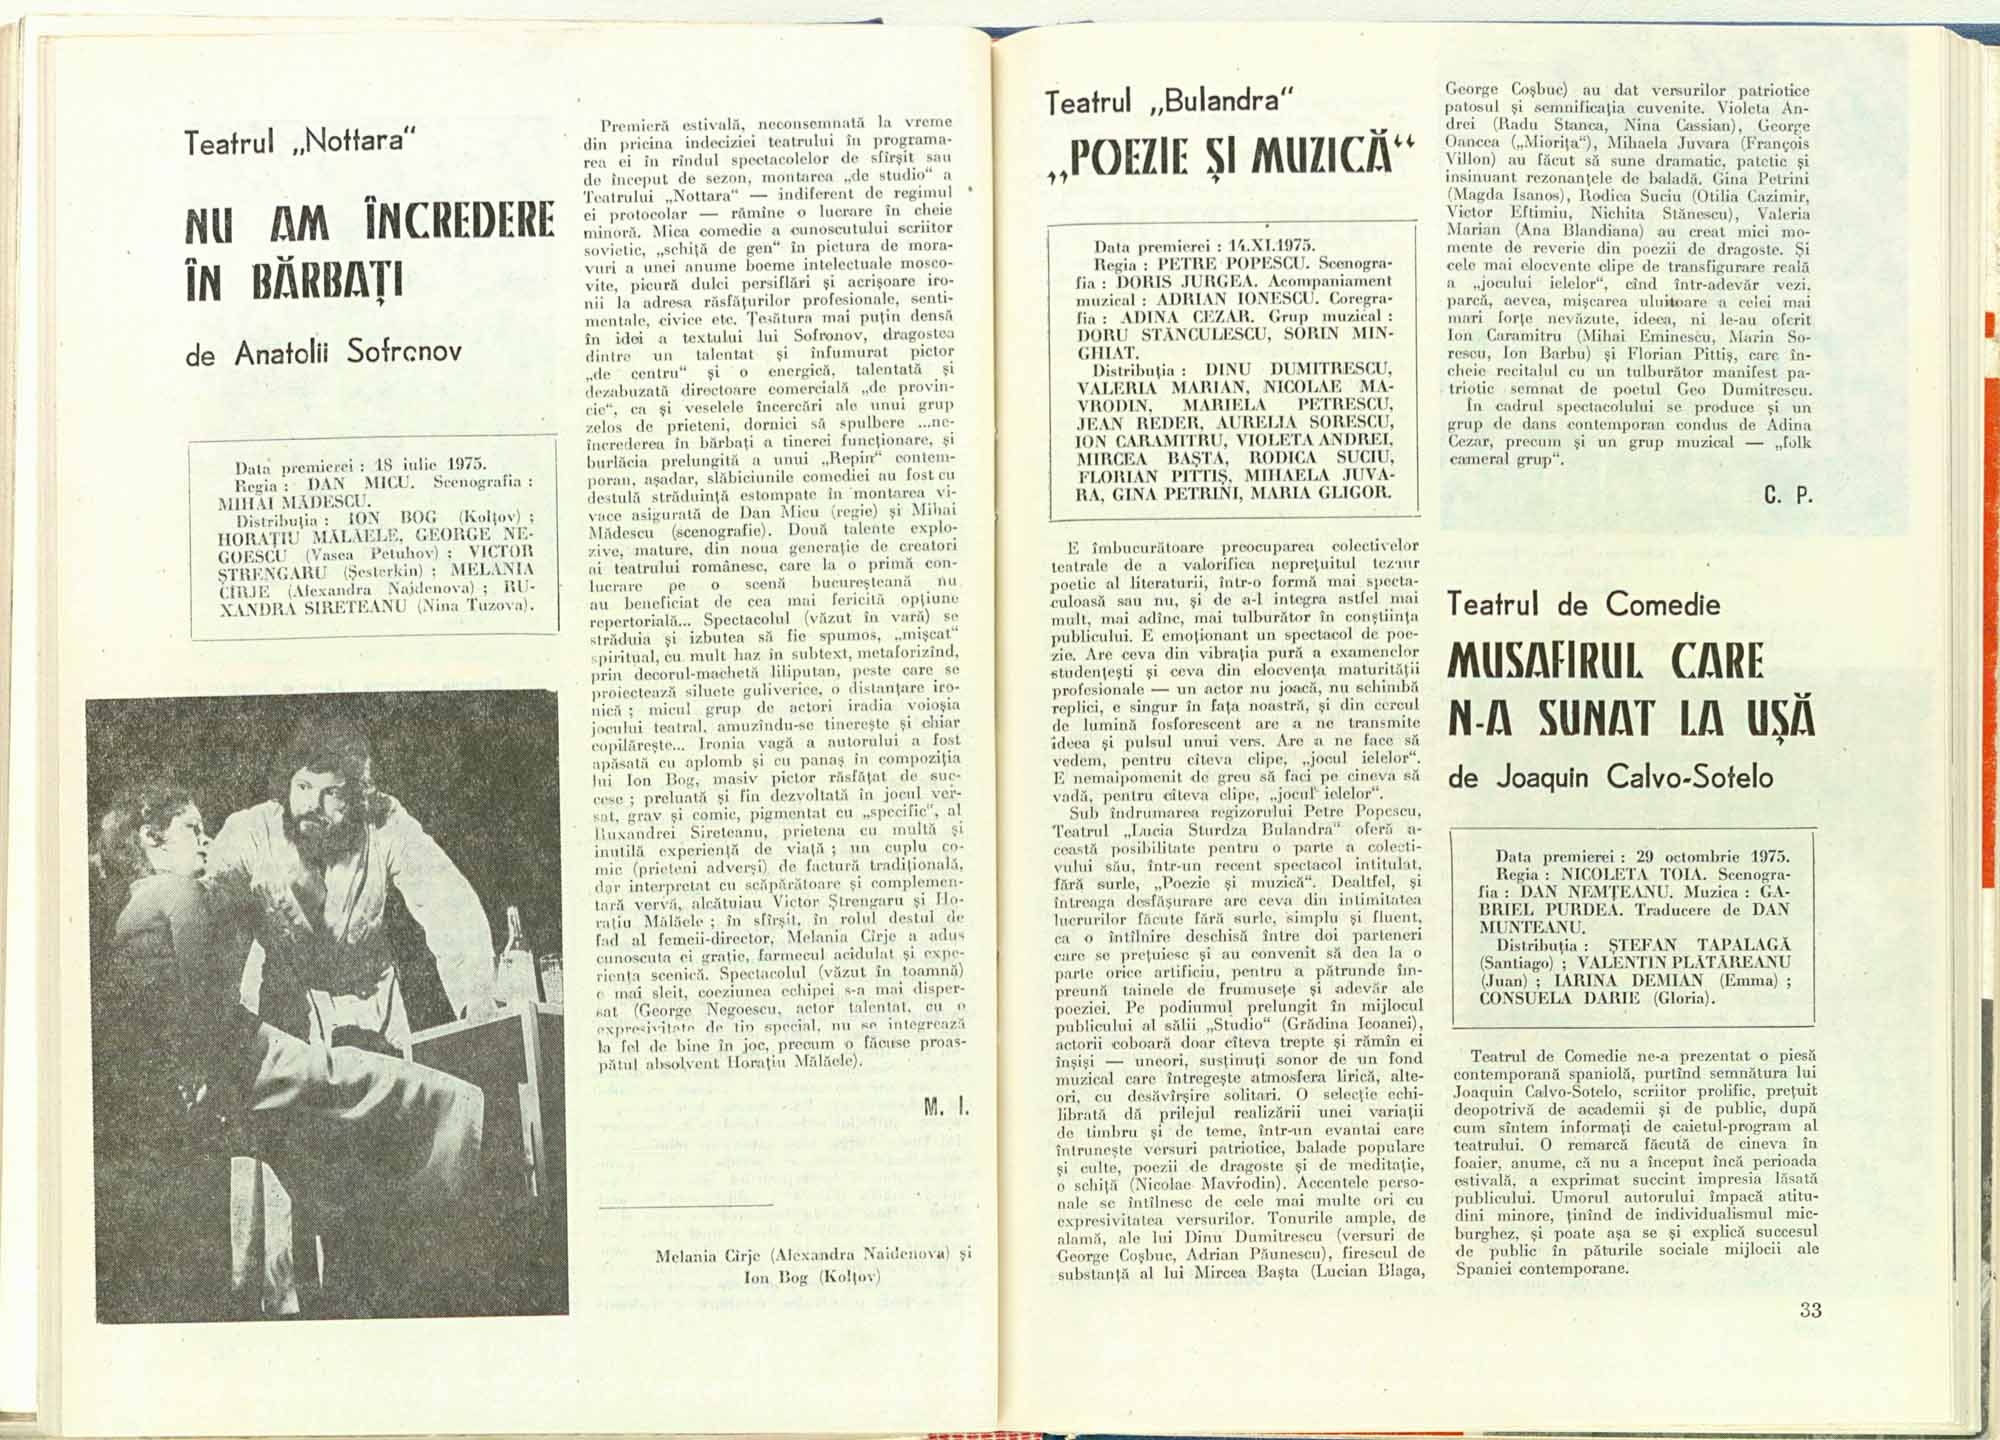 Teatrul „Nottara“
NU AM ÎNCREDERE
ÎN BĂRBAȚI
de Anatolii Sofronov
Data premierei : 18 iulie 1975.
Regia : DAN MICU. Scenografia :
MIHAI MĂDESCU.
Distribuția : ION BOG (Kolțov) ;
HORAȚIU MĂLĂELE, GEORGE NE-
GOESCU (Vasea Petuhov) ; VICTOR
ȘTRENGARU (Șesterkin) ; MELANIA
CÎRJE (Alexandra Naidenova) ; RU-
XANDRA SIRETEANU (Nina Tuzova).
Premieră estivală, neconsemnată la vreme
din pricina indeciziei teatrului în programa-
rea ei în rîndul spectacolelor de sfîrșit sau
de început de sezon, montarea „de studio“ a
Teatrului „Nottara“ — indiferent de regimul
ei protocolar — rămîne o lucrare în cheie
minoră. Mica comedie a cunoscutului scriitor
sovietic, „schiță de gen“ în pictura de mora-
vuri a unei anume boeme intelectuale mosco-
vite, picură dulci persiflări și acrișoare iro-
nii la adresa răsfățurilor profesionale, senti-
mentale, civice etc. Țesătura mai puțin densă
în idei a textului lui Sofronov, dragostea
dintre un talentat și înfumurat pictor
„de centru“ și o energică, talentată și
dezabuzată directoare comercială „de provin-
cie“, ca și veselele încercări ale unui grup
zelos de prieteni, dornici să spulbere ...ne-
încrederea în bărbați a tinerei funcționare, și
burlăcia prelungită a unui „Repin“ contem-
poran, așadar, slăbiciunile comediei au fost cu
destulă străduință estompate în montarea vi-
vace asigurată de Dan Micu (regie) și Mihai
Mădescu (scenografie). Două talente explo-
zive, mature, din noua generație de creatori
ai teatrului românesc, care la o primă con-
lucrare pe o scenă bucureșteană nu
au beneficiat de cea mai fericită opțiune
repertorială... Spectacolul (văzut în vară) se
străduia și izbutea să fie spumos, „mișcat“
spiritual, cu mult haz în subtext, metaforizînd,
prin decorul-machetă liliputan, peste care se
proiectează siluete guliverice, o distanțare iro-
nică ; micul grup de actori iradia voioșia
jocului teatral, amuzîndu-se tinerește și chiar
copilărește... Ironia vagă a autorului a fost
apăsată cu aplomb și cu panaș în compoziția
lui Ion Bog, masiv pictor răsfățat de suc-
cese ; preluată și fin dezvoltată în jocul ver-
sat, grav și comic, pigmentat cu „specific“, al
Ruxandrei Sireteanu, prietena cu multă și
inutilă experiență de viață ; un cuplu co-
mic (prieteni adverși) de factură tradițională,
dar interpretat cu scăpărătoare și complemen-
tară vervă, alcătuiau Victor Ștrengaru și Ho-
rațiu Mălăele ; în sfîrșit, în rolul destul de
fad al femeii-director, Melania Cîrje a adus
cunoscuta ei grație, farmecul acidulat și expe-
riența scenică. Spectacolul (văzut în toamnă)
e mai sleit, coeziunea echipei s-a mai disper-
sat (George Negoescu, actor talentat, cu o
expresivitate de tip special, nu se integrează
la fel de bine în joc, precum o făcuse proas-
pătul absolvent Horațiu Mălăele).
M. I.
Melania Cîrje (Alexandra Naidenova) și
Ion Bog (Kolțov)
Teatrul „Bulandra“
„POEZIE ȘI MUZICĂ“
Data premierei : 14.XI.1975.
Regia : PETRE POPESCU. Scenogra-
fia : DORIS JURGEA. Acompaniament
muzical : ADRIAN IONESCU. Coregra-
fia : ADINA CEZAR. Grup muzical :
DORU STĂNCULESCU, SORIN MIN-
GHIAT.
Distribuția : DINU DUMITRESCU,
VALERIA MARIAN, NICOLAE MA-
VRODIN, MARIELA PETRESCU,
JEAN REDER, AURELIA SORESCU,
ION CARAMITRU, VIOLETA ANDREI,
MIRCEA BAȘTA, RODICA SUCIU,
FLORIAN PITTIȘ, MIHAELA JUVA-
RA, GINA PETRINI, MARIA GLIGOR.
E îmbucurătoare preocuparea colectivelor
teatrale de a valorifica neprețuitul tezaur
poetic al literaturii, într-o formă mai specta-
culoasă sau nu, și de a-l integra astfel mai
mult, mai adînc, mai tulburător în conștiința
publicului. E emoționant un spectacol de poe-
zie. Are ceva din vibrația pură a examenelor
studențești și ceva din elocvența maturității
profesionale — un actor nu joacă, nu schimbă
replici, e singur în fața noastră, și din cercul
de lumină fosforescent are a ne transmite
ideea și pulsul unui vers. Are a ne face să
vedem, pentru cîteva clipe, „jocul ielelor“.
E nemaipomenit de greu să faci pe cineva să
vadă, pentru cîteva clipe, „jocul ielelor“.
Sub îndrumarea regizorului Petre Popescu,
Teatrul „Lucia Sturdza Bulandra“ oferă a-
ceastă posibilitate pentru o parte a colecti-
vului său, într-un recent spectacol intitulat,
fără surle, „Poezie și muzică“. Dealtfel, și
întreaga desfășurare are ceva din intimitatea
lucrurilor făcute fără surle, simplu și fluent,
ca o întîlnire deschisă între doi parteneri
care se prețuiesc și au convenit să dea la o
parte orice artificiu, pentru a pătrunde îm-
preună tainele de frumusețe și adevăr ale
poeziei. Pe podiumul prelungit în mijlocul
publicului al sălii „Studio“ (Grădina Icoanei),
actorii coboară doar cîteva trepte și rămîn ei
înșiși — uneori, susținuți sonor de un fond
muzical care întregește atmosfera lirică, alte-
ori, cu desăvîrșire solitari. O selecție echi-
librată dă prilejul realizării unei variații
de timbru și de teme, într-un evantai care
întrunește versuri patriotice, balade populare
și culte, poezii de dragoste și de meditație,
o schiță (Nicolae Mavrodin). Accentele perso-
nale se întîlnesc de cele mai multe ori cu
expresivitatea versurilor. Tonurile ample, de
alamă, ale lui Dinu Dumitrescu (versuri de
George Coșbuc, Adrian Păunescu), firescul de
substanță al lui Mircea Bașta (Lucian Blaga,
George Coșbuc) au dat versurilor patriotice
patosul și semnificația cuvenite. Violeta An-
drei (Radu Stanca, Nina Cassian), George
Oancea („Miorița“), Mihaela Juvara (François
Villon) au făcut să sune dramatic, patetic și
insinuant rezonanțele de baladă. Gina Petrini
(Magda Isanos), Rodica Suciu (Otilia Cazimir,
Victor Eftimiu, Nichita Stănescu), Valeria
Marian (Ana Blandiana) au creat mici mo-
mente de reverie din poezii de dragoste. Și
cele mai elocvente clipe de transfigurare reală
a „jocului ielelor“, cînd într-adevăr vezi,
parcă, aevea, mișcarea uluitoare a celei mai
mari forțe nevăzute, ideea, ni le-au oferit
Ion Caramitru (Mihai Eminescu, Marin So-
rescu, Ion Barbu) și Florian Pittiș, care în-
cheie recitalul cu un tulburător manifest pa-
triotic semnat de poetul Geo Dumitrescu.
În cadrul spectacolului se produce și un
grup de dans contemporan condus de Adina
Cezar, precum și un grup muzical — „folk
cameral grup“.
C. P.
Teatrul de Comedie
MUSAFIRUL CARE
N-A SUNAT LA UȘĂ
de Joaquin Calvo-Sotelo
Data premierei : 29 octombrie 1975.
Regia : NICOLETA TOIA. Scenogra-
fia : DAN NEMȚEANU. Muzica : GA-
BRIEL PURDEA. Traducere de DAN
MUNTEANU.
Distribuția : ȘTEFAN TAPALAGĂ
(Santiago) ; VALENTIN PLĂTĂREANU
(Juan) ; IARINA DEMIAN (Emma) ;
CONSUELA DARIE (Gloria).
Teatrul de Comedie ne-a prezentat o piesă
contemporană spaniolă, purtînd semnătura lui
Joaquin Calvo-Sotelo, scriitor prolific, prețuit
deopotrivă de academii și de public, după
cum sîntem informați de caietul-program al
teatrului. O remarcă făcută de cineva în
foaier, anume, că nu a început încă perioada
estivală, a exprimat succint impresia lăsată
publicului. Umorul autorului împacă atitu-
dini minore, ținînd de individualismul mic-
burghez, și poate așa se și explică succesul
de public în păturile sociale mijlocii ale
Spaniei contemporane.
33